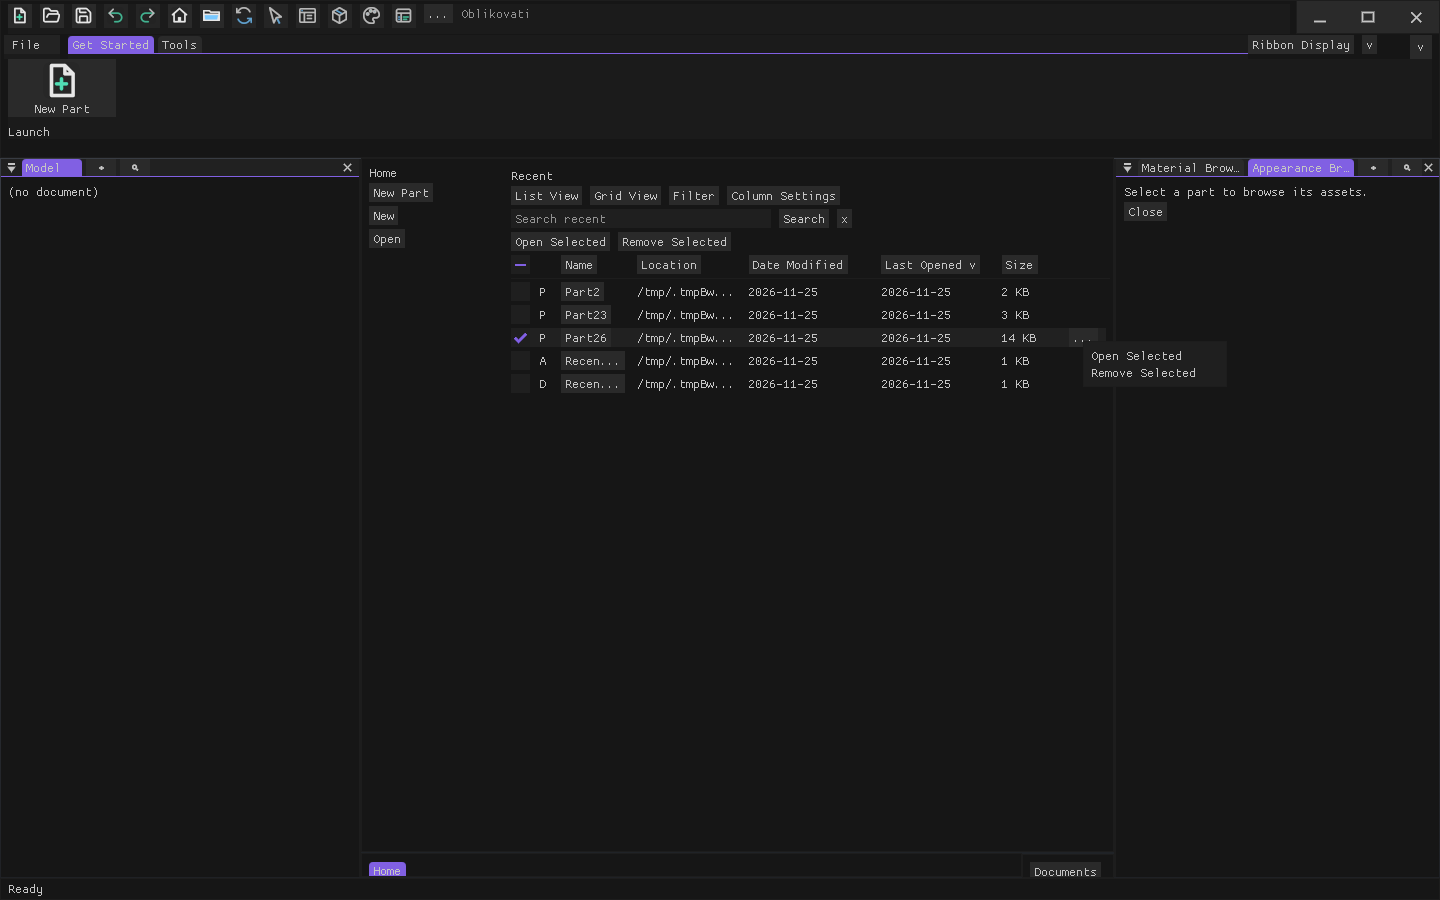 ... Oblikovati
File Get Started Tools Ribbon Display v v
New Part
Launch
Model
(no document)
Home
New Part
New
Open
Recent
List View Grid View Filter Column Settings
Search recent Search x
Open Selected Remove Selected
Name Location Date Modified Last Opened v Size
P Part2 /tmp/.tmpBw... 2026-11-25 2026-11-25 2 KB
P Part23 /tmp/.tmpBw... 2026-11-25 2026-11-25 3 KB
P Part26 /tmp/.tmpBw... 2026-11-25 2026-11-25 14 KB ...
A Recen... /tmp/.tmpBw... 2026-11-25 2026-11-25 1 KB
D Recen... /tmp/.tmpBw... 2026-11-25 2026-11-25 1 KB
Open Selected
Remove Selected
Material Brow... Appearance Br...
Select a part to browse its assets.
Close
Home Documents
Ready